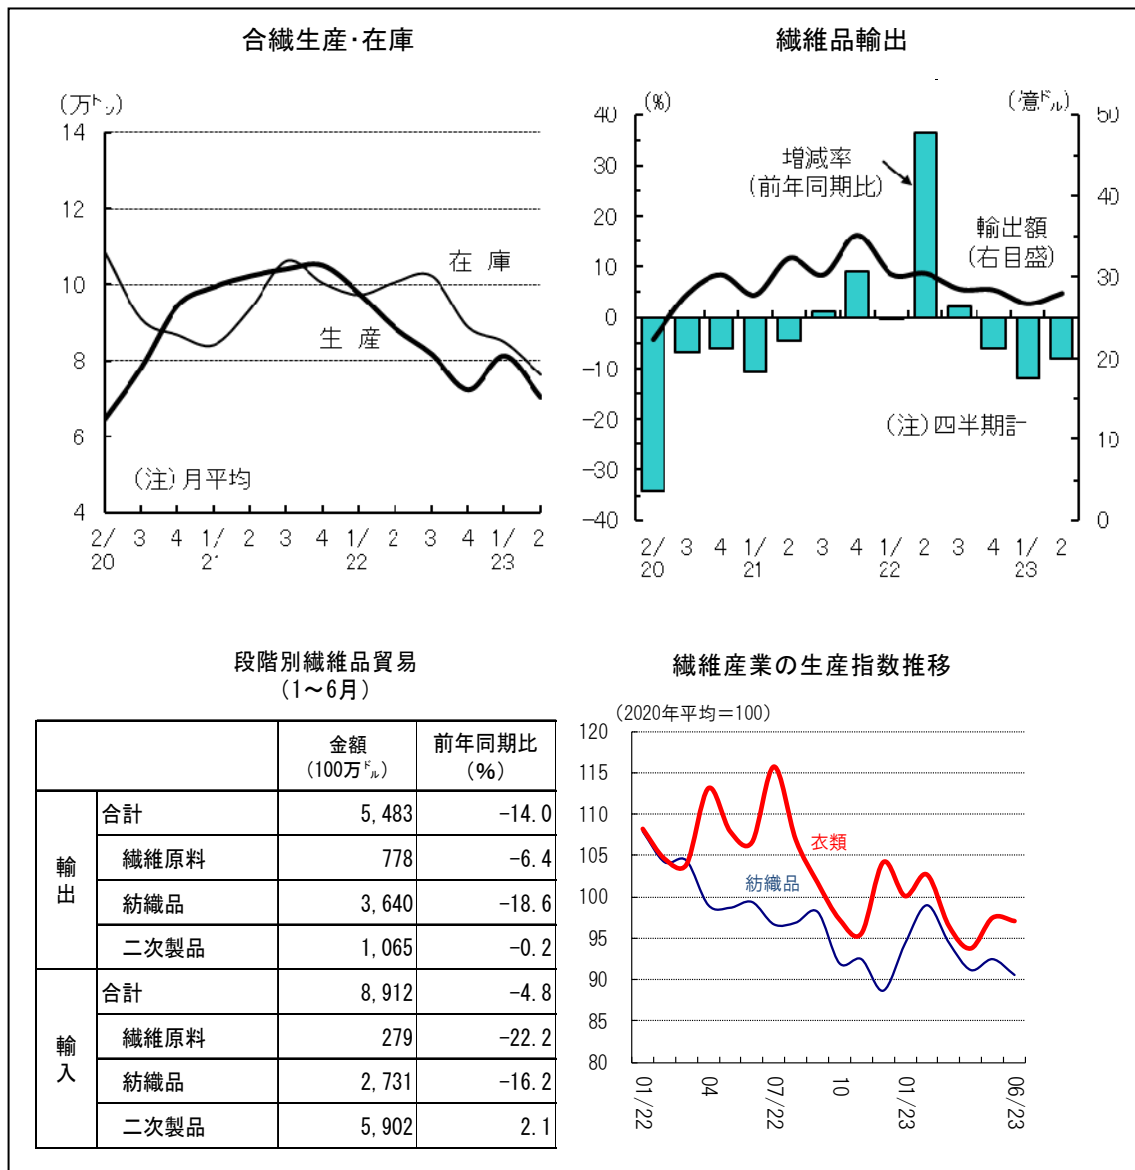 合繊生産･在庫
(万㌧)
14
12
10
8
6
4
在 庫
生 産
(注)月平均
2/ 3 4 1/ 2 3 4 1/ 2 3 4 1/ 2
20 21 22 23
繊維品輸出
(%)
(億㌦)
40
30
20
10
0
-10
-20
-30
-40
50
40
30
20
10
0
増減率
(前年同期比)
輸出額
(右目盛)
(注)四半期計
2/ 3 4 1/ 2 3 4 1/ 2 3 4 1/ 2
20 21 22 23
段階別繊維品貿易
(1～6月)
金額 前年同期比
(100万㌦) (%)
輸出
合計 5,483 -14.0
繊維原料 778 -6.4
紡織品 3,640 -18.6
二次製品 1,065 -0.2
輸入
合計 8,912 -4.8
繊維原料 279 -22.2
紡織品 2,731 -16.2
二次製品 5,902 2.1
繊維産業の生産指数推移
(2020年平均=100)
120
115
110
105
100
95
90
85
80
衣類
紡織品
01/22 04 07/22 10 01/23 06/23